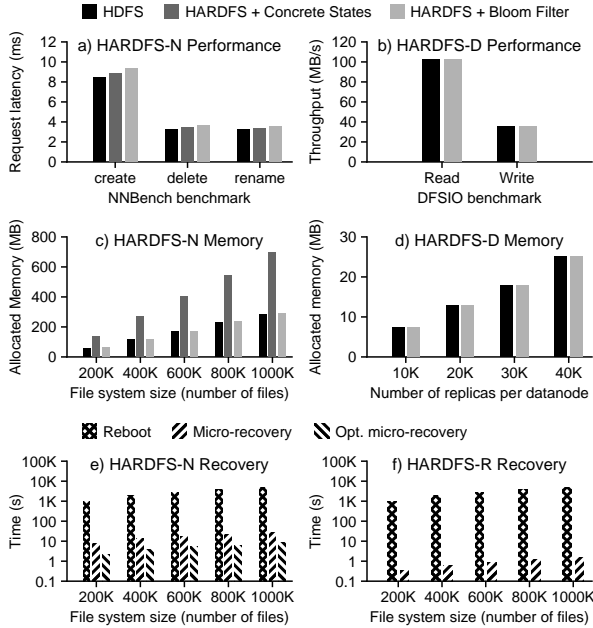 HDFS HARDFS + Concrete States HARDFS + Bloom Filter
a) HARDFS-N Performance
Request latency (ms)
12
10
8
6
4
2
0
create delete rename
NNBench benchmark
b) HARDFS-D Performance
Throughput (MB/s)
120
100
80
60
40
20
0
Read Write
DFSIO benchmark
c) HARDFS-N Memory
Allocated Memory (MB)
800
600
400
200
0
200K 400K 600K 800K 1000K
File system size (number of files)
d) HARDFS-D Memory
Allocated memory (MB)
30
20
10
0
10K 20K 30K 40K
Number of replicas per datanode
Reboot Micro-recovery Opt. micro-recovery
e) HARDFS-N Recovery
Time (s)
100K
10K
1K
100
10
1
0.1
200K 400K 600K 800K 1000K
File system size (number of files)
f) HARDFS-R Recovery
Time (s)
100K
10K
1K
100
10
1
0.1
200K 400K 600K 800K 1000K
File system size (number of files)